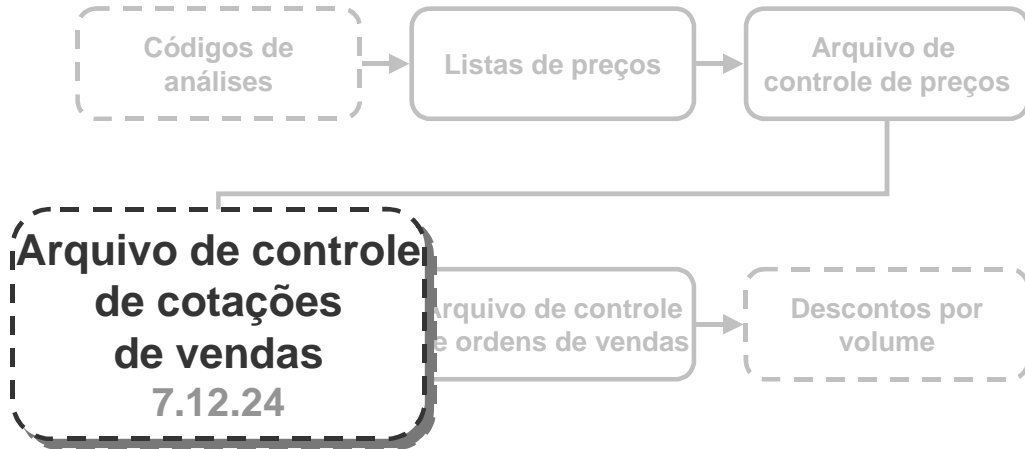 Códigos de
análises
Listas de preços
Arquivo de
controle de preços
Arquivo de controle
de cotações
de vendas
7.12.24
Arquivo de controle
e ordens de vendas
Descontos por
volume